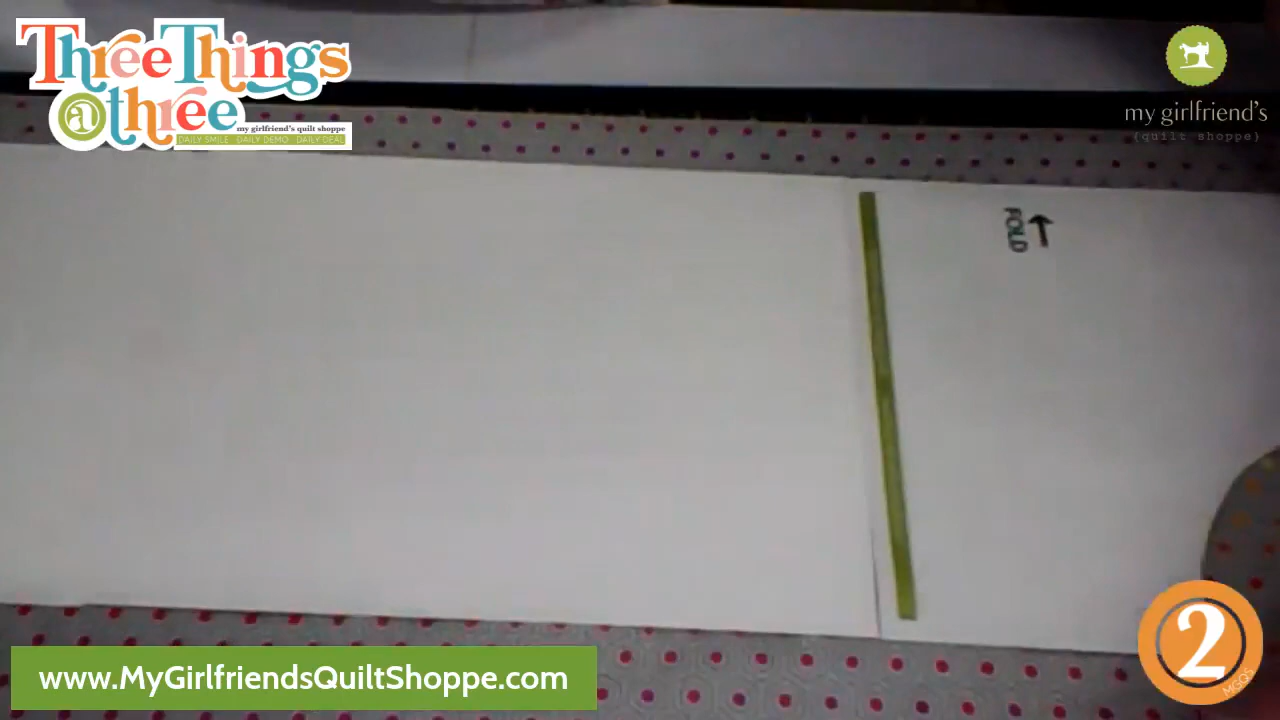 Three Things
@three
my girlfriend's quilt shoppe
DAILY SMILE DAILY DEMO DAILY DEAL
my girlfriend's
{quilt shoppe}
FOLD
2
MGQS
www.MyGirlfriendsQuiltShoppe.com